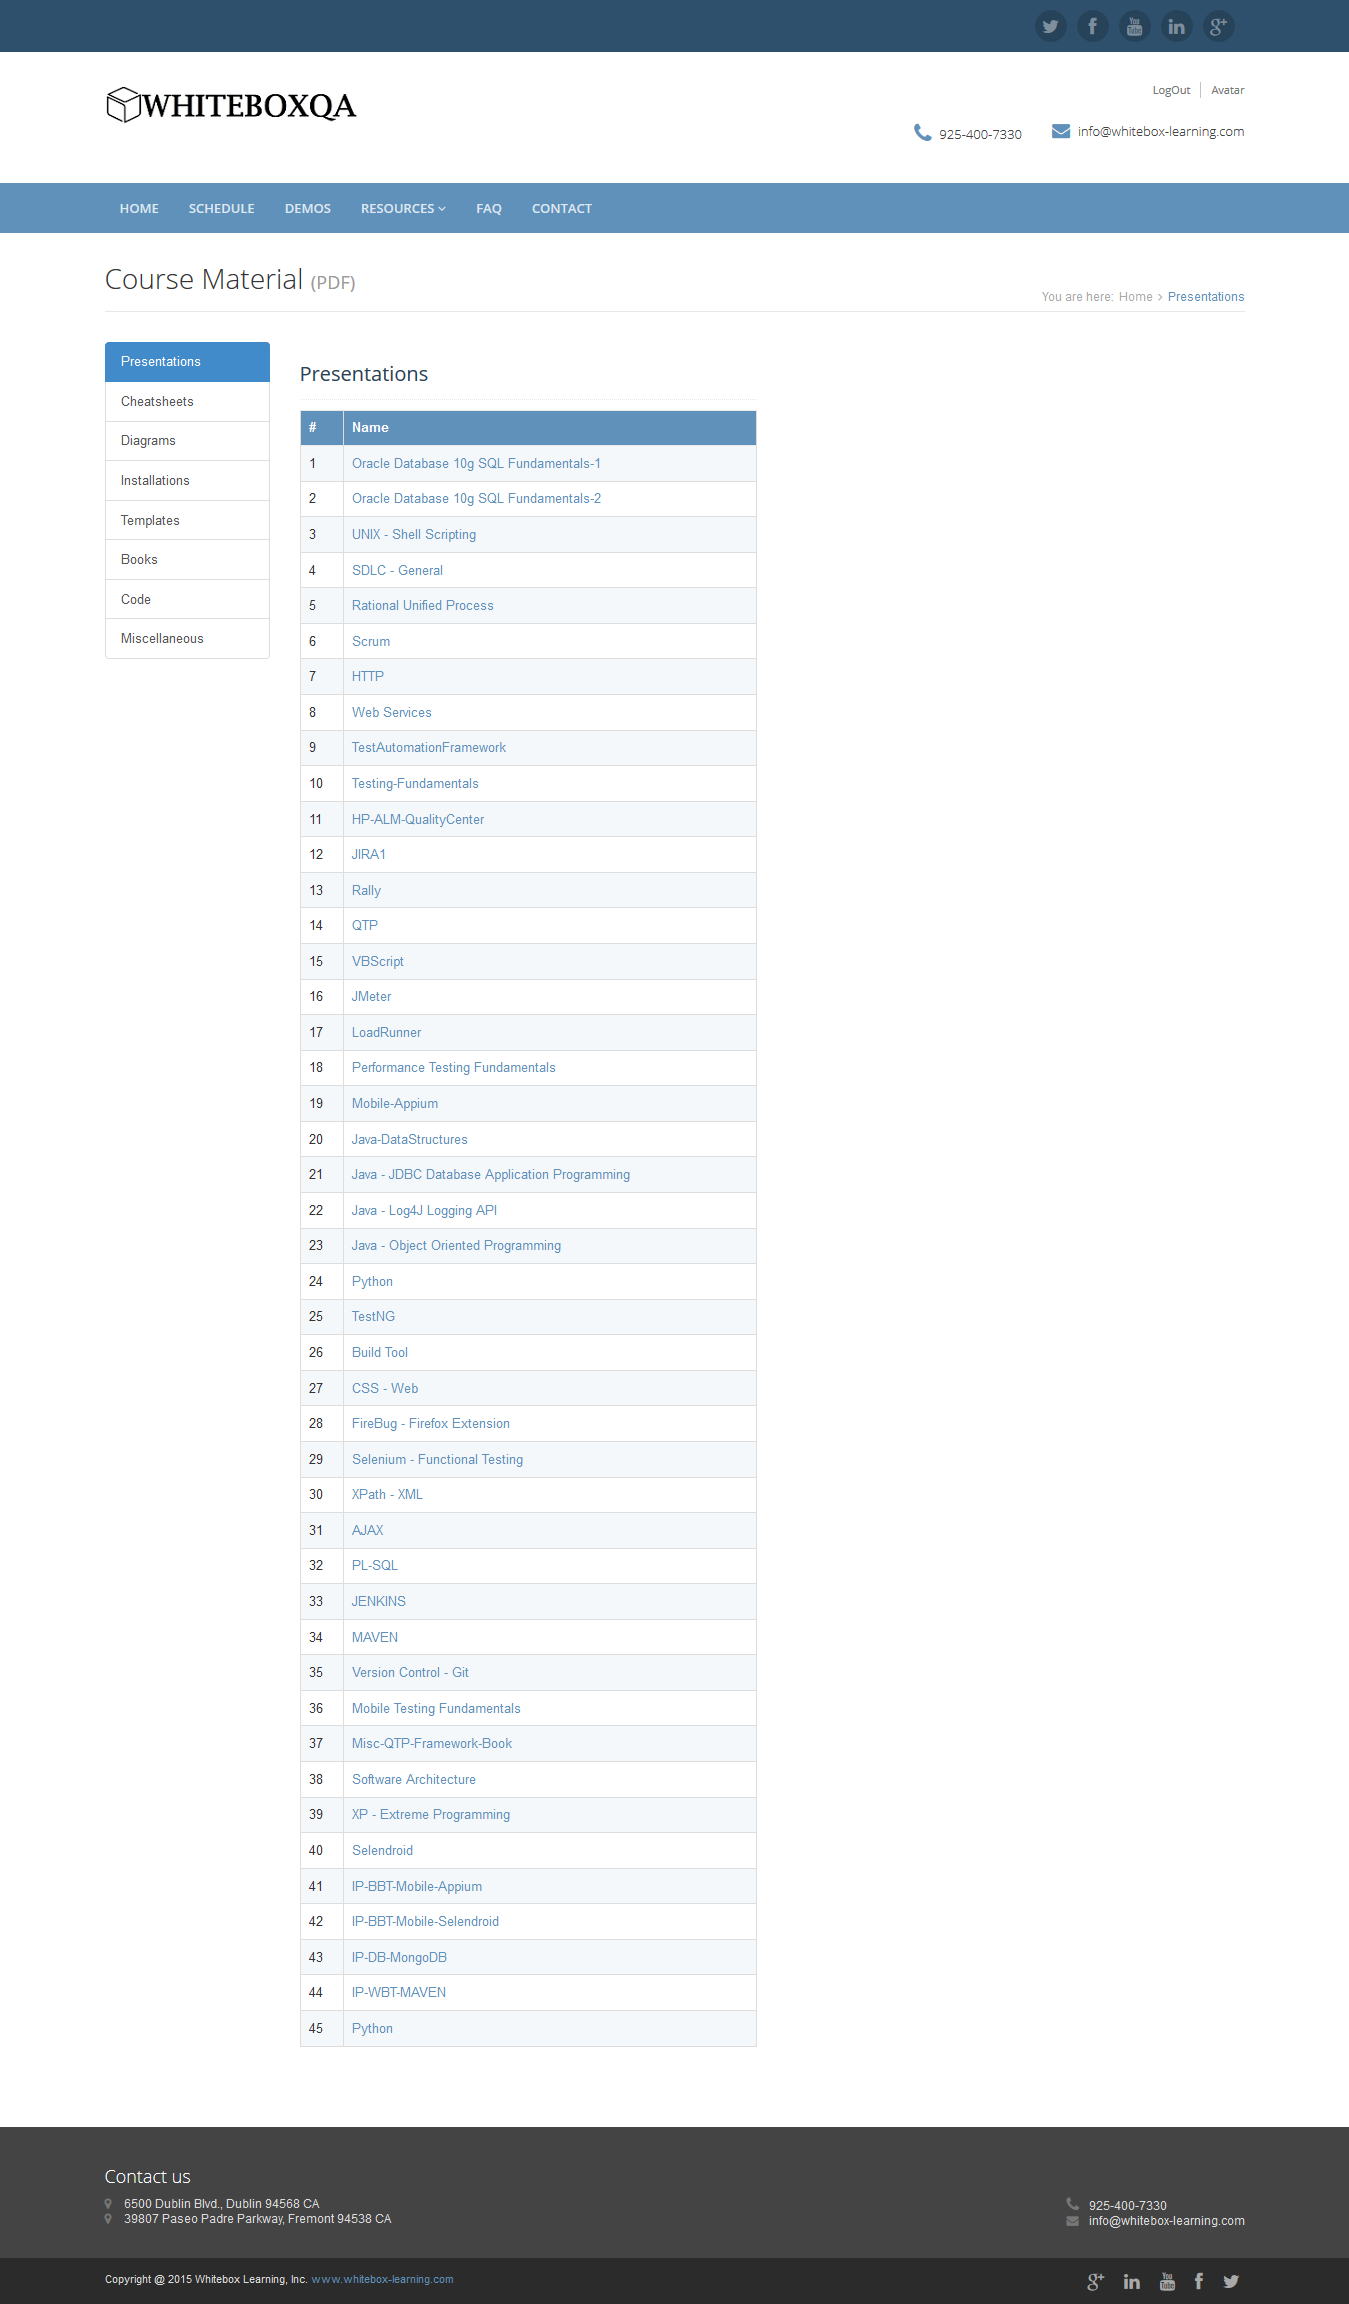 WHITEBOXQA
LogOut Avatar
925-400-7330 info@whitebox-learning.com
HOME SCHEDULE DEMOS RESOURCES FAQ CONTACT
Course Material (PDF)
You are here: Home > Presentations
Presentations
Cheatsheets
Diagrams
Installations
Templates
Books
Code
Miscellaneous
Presentations
# Name
1 Oracle Database 10g SQL Fundamentals-1
2 Oracle Database 10g SQL Fundamentals-2
3 UNIX - Shell Scripting
4 SDLC - General
5 Rational Unified Process
6 Scrum
7 HTTP
8 Web Services
9 TestAutomationFramework
10 Testing-Fundamentals
11 HP-ALM-QualityCenter
12 JIRA1
13 Rally
14 QTP
15 VBScript
16 JMeter
17 LoadRunner
18 Performance Testing Fundamentals
19 Mobile-Appium
20 Java-DataStructures
21 Java - JDBC Database Application Programming
22 Java - Log4J Logging API
23 Java - Object Oriented Programming
24 Python
25 TestNG
26 Build Tool
27 CSS - Web
28 FireBug - Firefox Extension
29 Selenium - Functional Testing
30 XPath - XML
31 AJAX
32 PL-SQL
33 JENKINS
34 MAVEN
35 Version Control - Git
36 Mobile Testing Fundamentals
37 Misc-QTP-Framework-Book
38 Software Architecture
39 XP - Extreme Programming
40 Selendroid
41 IP-BBT-Mobile-Appium
42 IP-BBT-Mobile-Selendroid
43 IP-DB-MongoDB
44 IP-WBT-MAVEN
45 Python
Contact us
6500 Dublin Blvd., Dublin 94568 CA
39807 Paseo Padre Parkway, Fremont 94538 CA
925-400-7330
info@whitebox-learning.com
Copyright @ 2015 Whitebox Learning, Inc. www.whitebox-learning.com